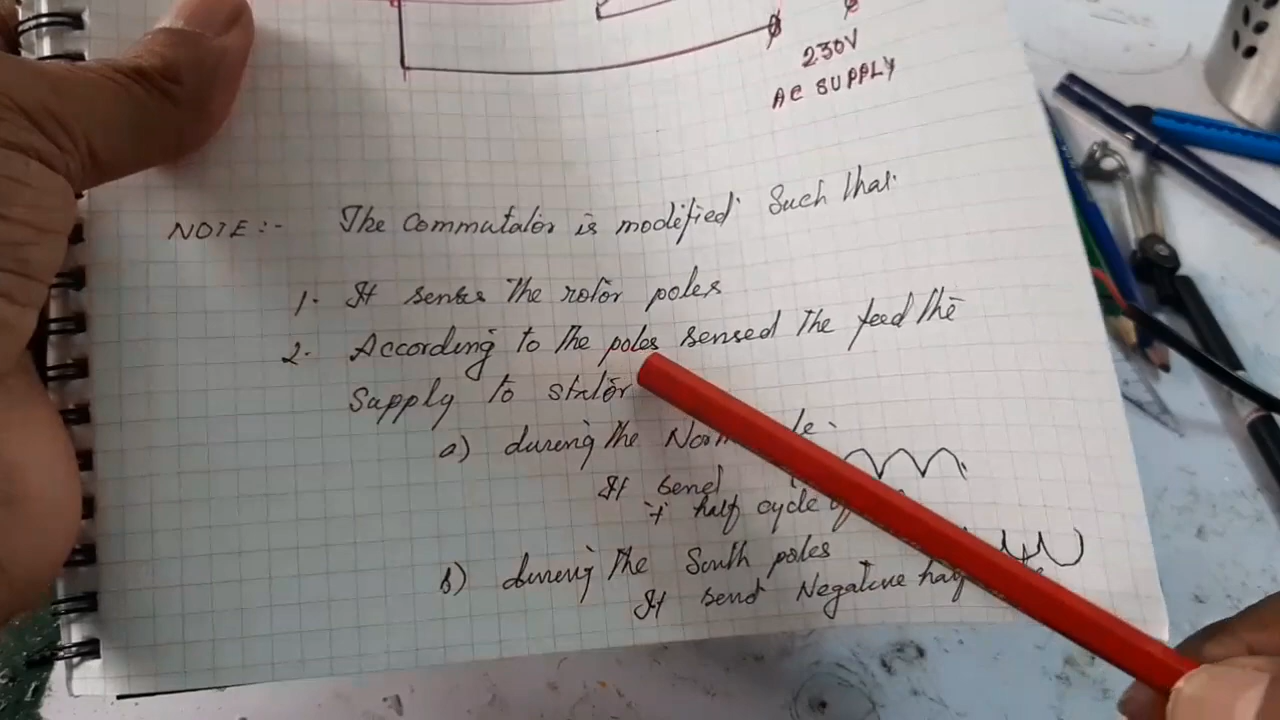 230V
AC SUPPLY
NOTE:- The Commutator is modified Such that.
1. It senses the rotor poles
2. According to the poles sensed the feed the
Supply to stator
a) during the
It send
+ half cycle
b) during the South poles
It send Negative half